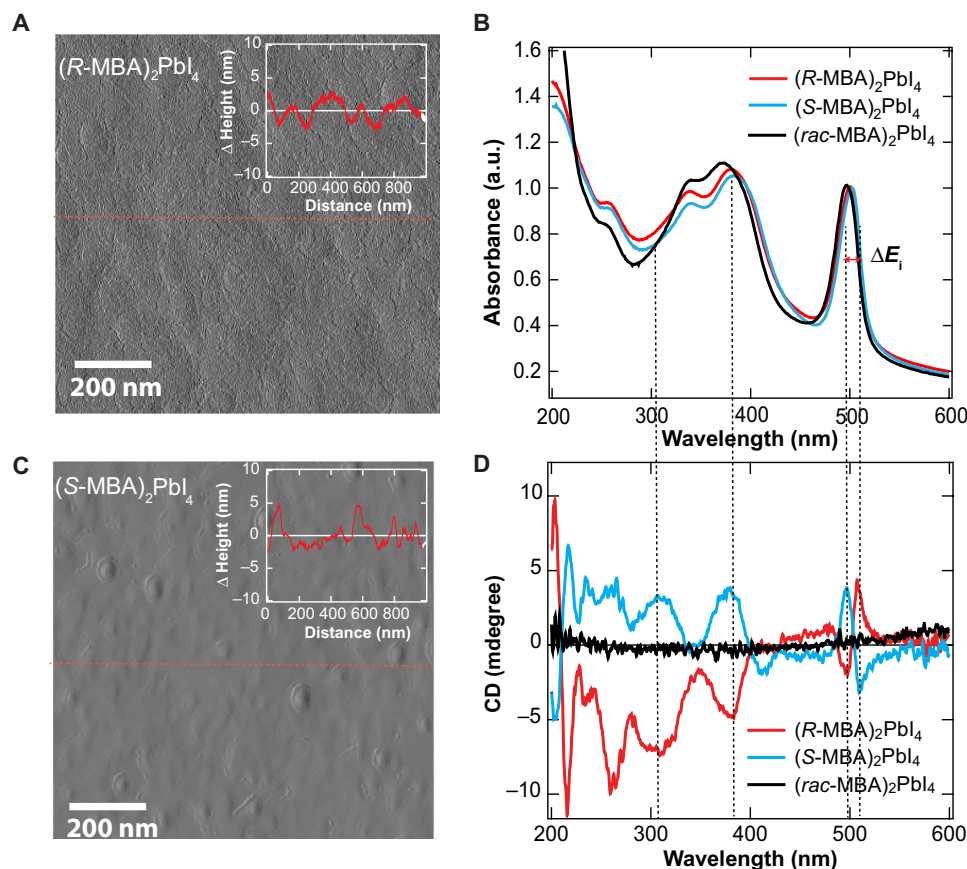 A
(R-MBA)₂PbI₄
10
5
0
−5
−10
Δ Height (nm)
0 200 400 600 800
Distance (nm)
200 nm
B
1.6
1.4
1.2
1.0
0.8
0.6
0.4
0.2
Absorbance (a.u.)
(R-MBA)₂PbI₄
(S-MBA)₂PbI₄
(rac-MBA)₂PbI₄
ΔEᵢ
200 300 400 500 600
Wavelength (nm)
C
(S-MBA)₂PbI₄
10
5
0
−5
−10
Δ Height (nm)
0 200 400 600 800
Distance (nm)
200 nm
D
10
5
0
−5
−10
CD (mdegree)
(R-MBA)₂PbI₄
(S-MBA)₂PbI₄
(rac-MBA)₂PbI₄
200 300 400 500 600
Wavelength (nm)